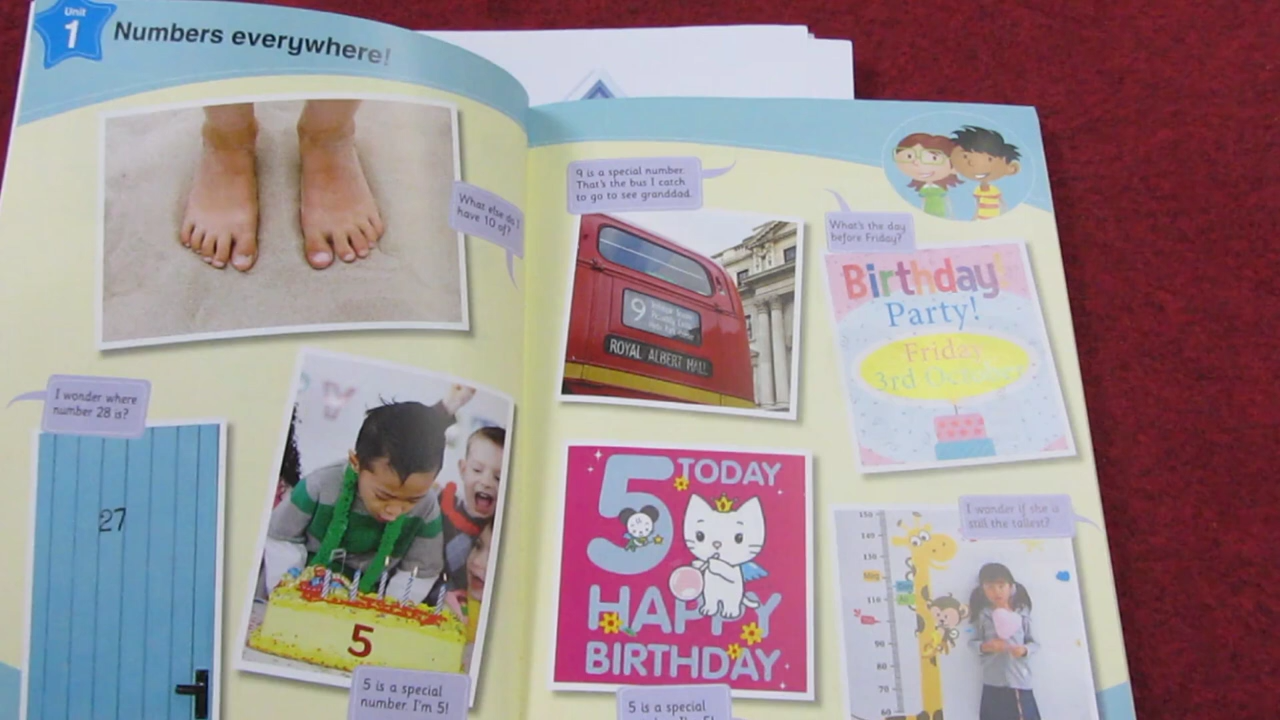 Unit
1
Numbers everywhere!
What else do I
have 10 of?
I wonder where
number 28 is?
27
5
5 is a special
number. I'm 5!
9 is a special number.
That's the bus I catch
to go to see granddad.
9
ROYAL ALBERT HALL
What's the day
before Friday?
Birthday!
Party!
Friday
3rd October
5 TODAY
HAPPY
BIRTHDAY
5 is a special
I wonder if she is
still the tallest?
150
140
130
110
90
80
70
60